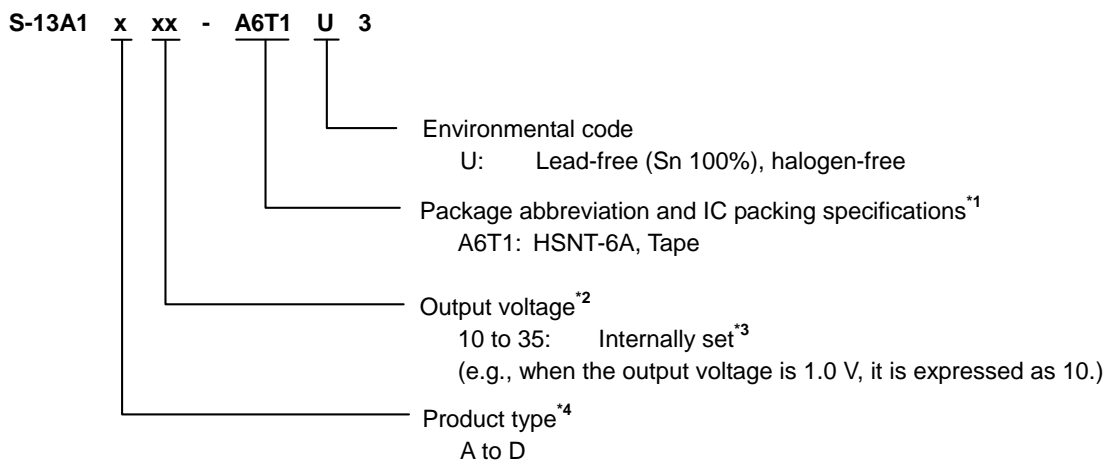 S-13A1 x xx - A6T1 U 3
Environmental code
U: Lead-free (Sn 100%), halogen-free
Package abbreviation and IC packing specifications*1
A6T1: HSNT-6A, Tape
Output voltage*2
10 to 35: Internally set*3
(e.g., when the output voltage is 1.0 V, it is expressed as 10.)
Product type*4
A to D